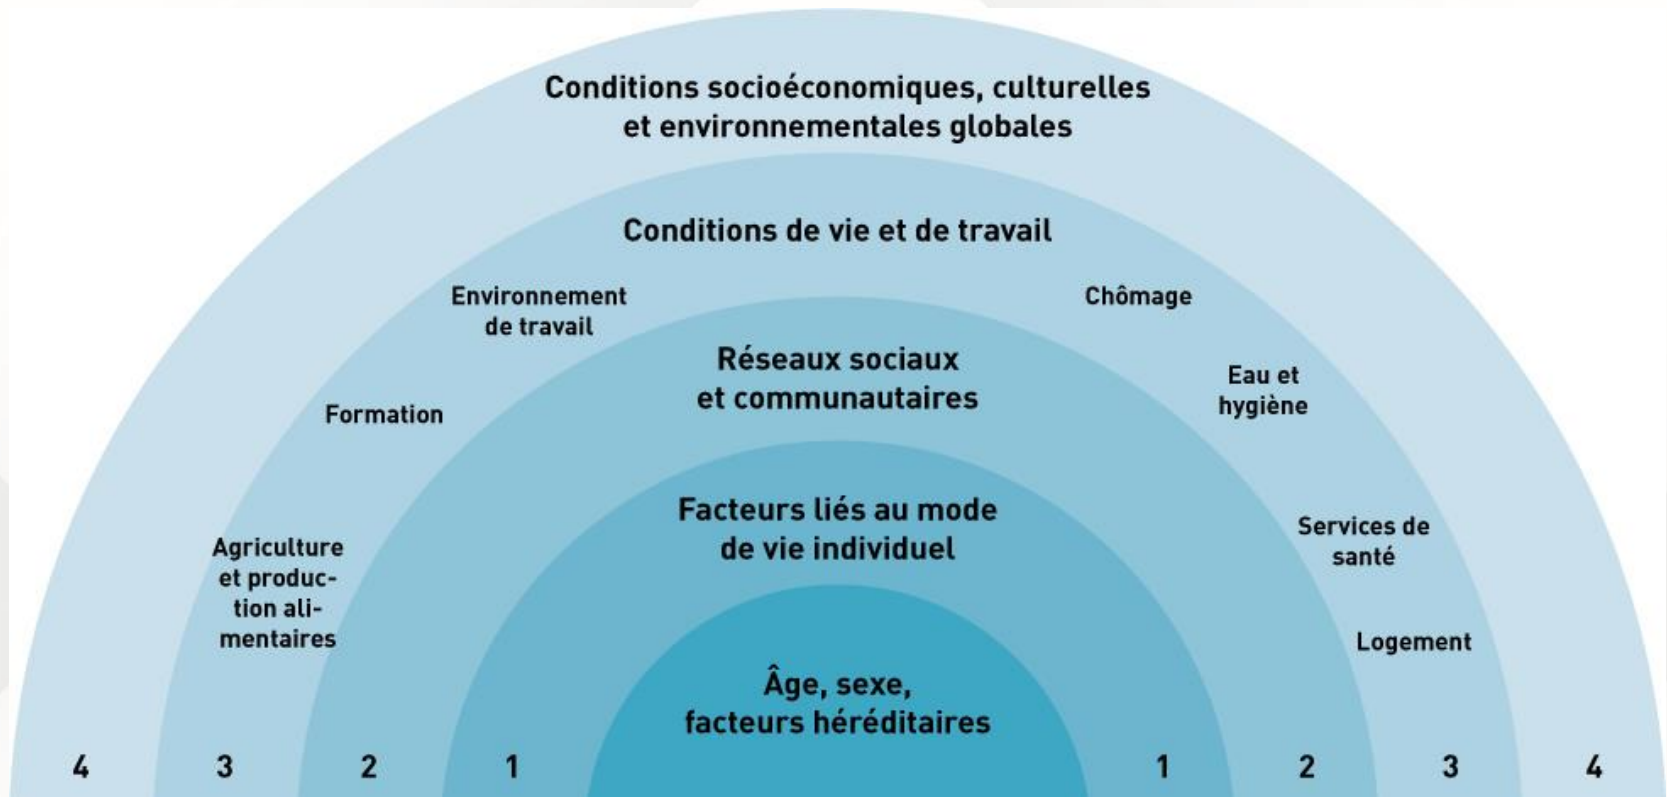 Conditions socioéconomiques, culturelles
et environnementales globales
Conditions de vie et de travail
Environnement
de travail
Chômage
Réseaux sociaux
et communautaires
Eau et
hygiène
Formation
Facteurs liés au mode
de vie individuel
Services de
santé
Agriculture
et produc-
tion ali-
mentaires
Logement
Âge, sexe,
facteurs héréditaires
4 3 2 1 1 2 3 4